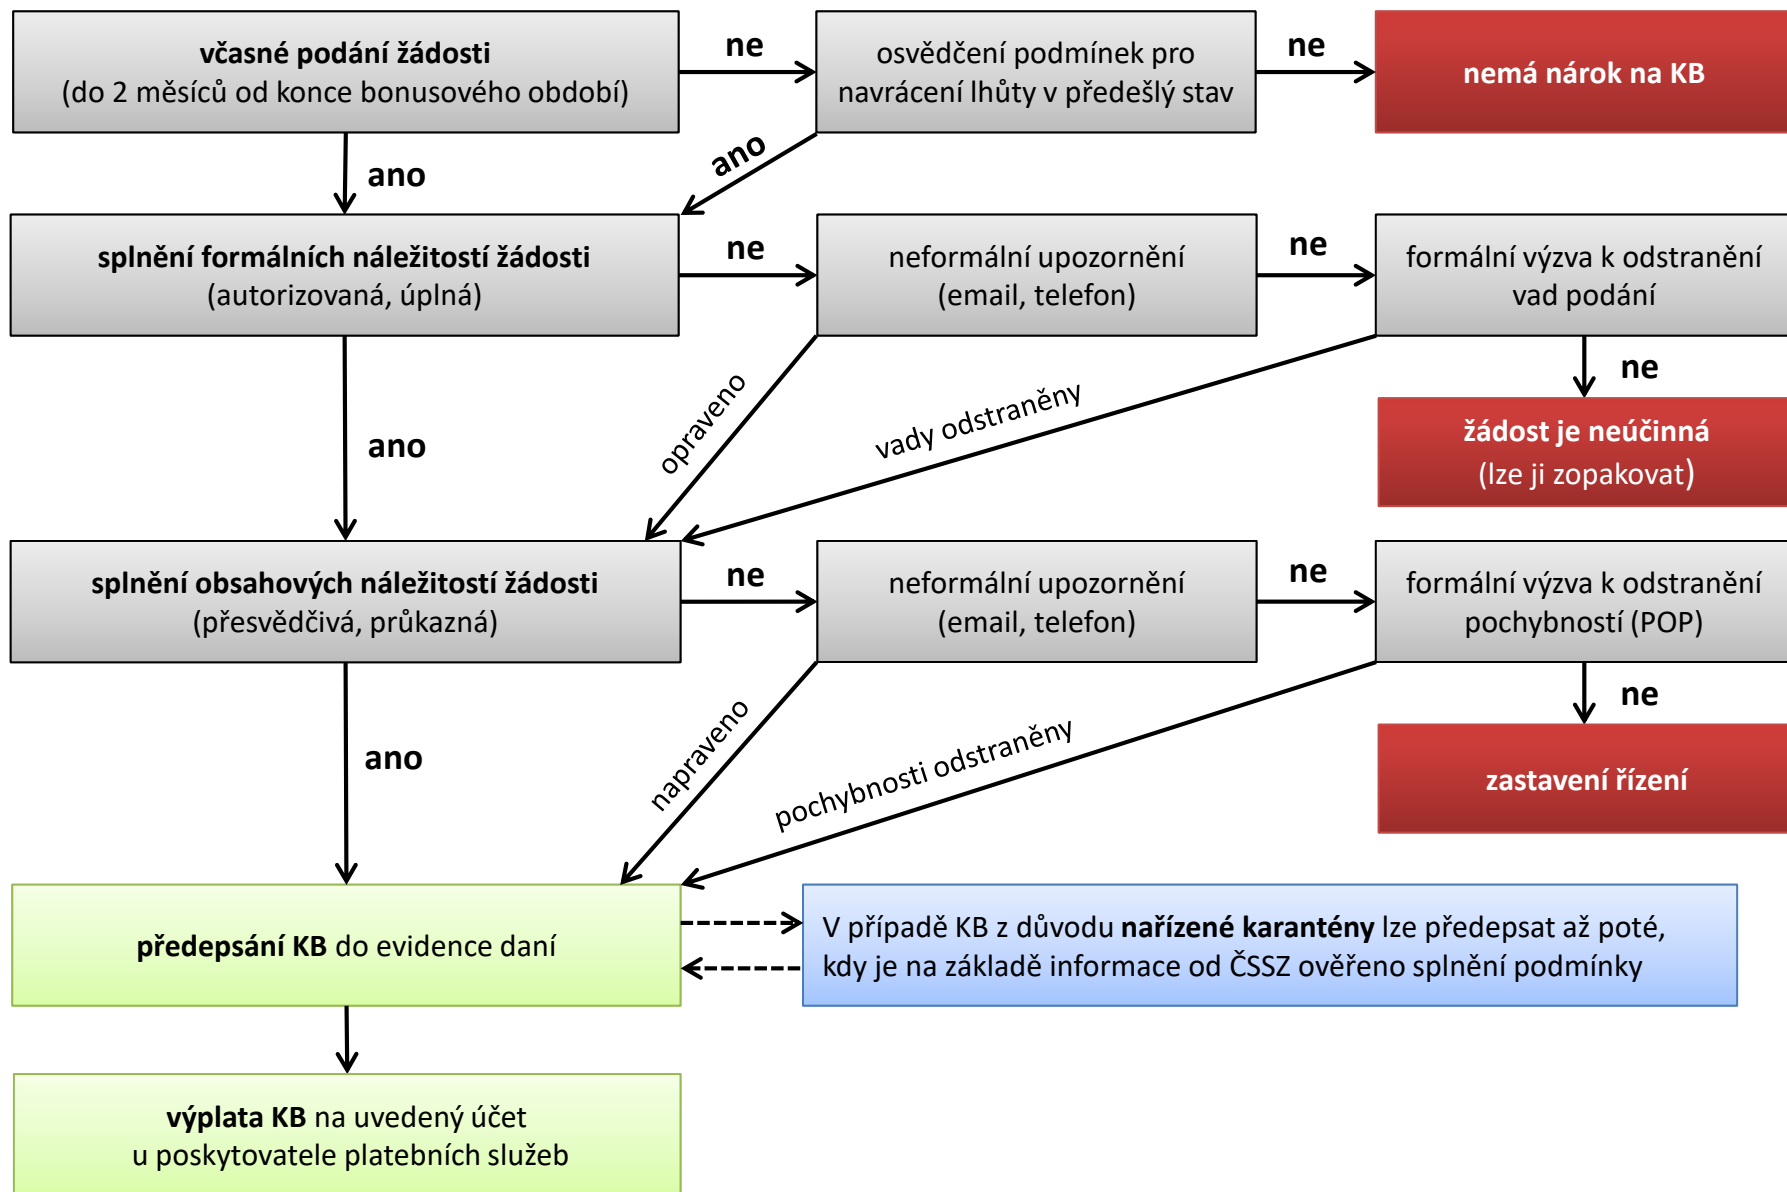 včasné podání žádosti
(do 2 měsíců od konce bonusového období)
ne
osvědčení podmínek pro
navrácení lhůty v předešlý stav
ne
nemá nárok na KB
ano
ano
splnění formálních náležitostí žádosti
(autorizovaná, úplná)
ne
neformální upozornění
(email, telefon)
ne
formální výzva k odstranění
vad podání
ano
opraveno
vady odstraněny
ne
žádost je neúčinná
(lze ji zopakovat)
splnění obsahových náležitostí žádosti
(přesvědčivá, průkazná)
ne
neformální upozornění
(email, telefon)
ne
formální výzva k odstranění
pochybností (POP)
ano
napraveno
pochybnosti odstraněny
ne
zastavení řízení
předepsání KB do evidence daní
V případě KB z důvodu nařízené karantény lze předepsat až poté,
kdy je na základě informace od ČSSZ ověřeno splnění podmínky
výplata KB na uvedený účet
u poskytovatele platebních služeb